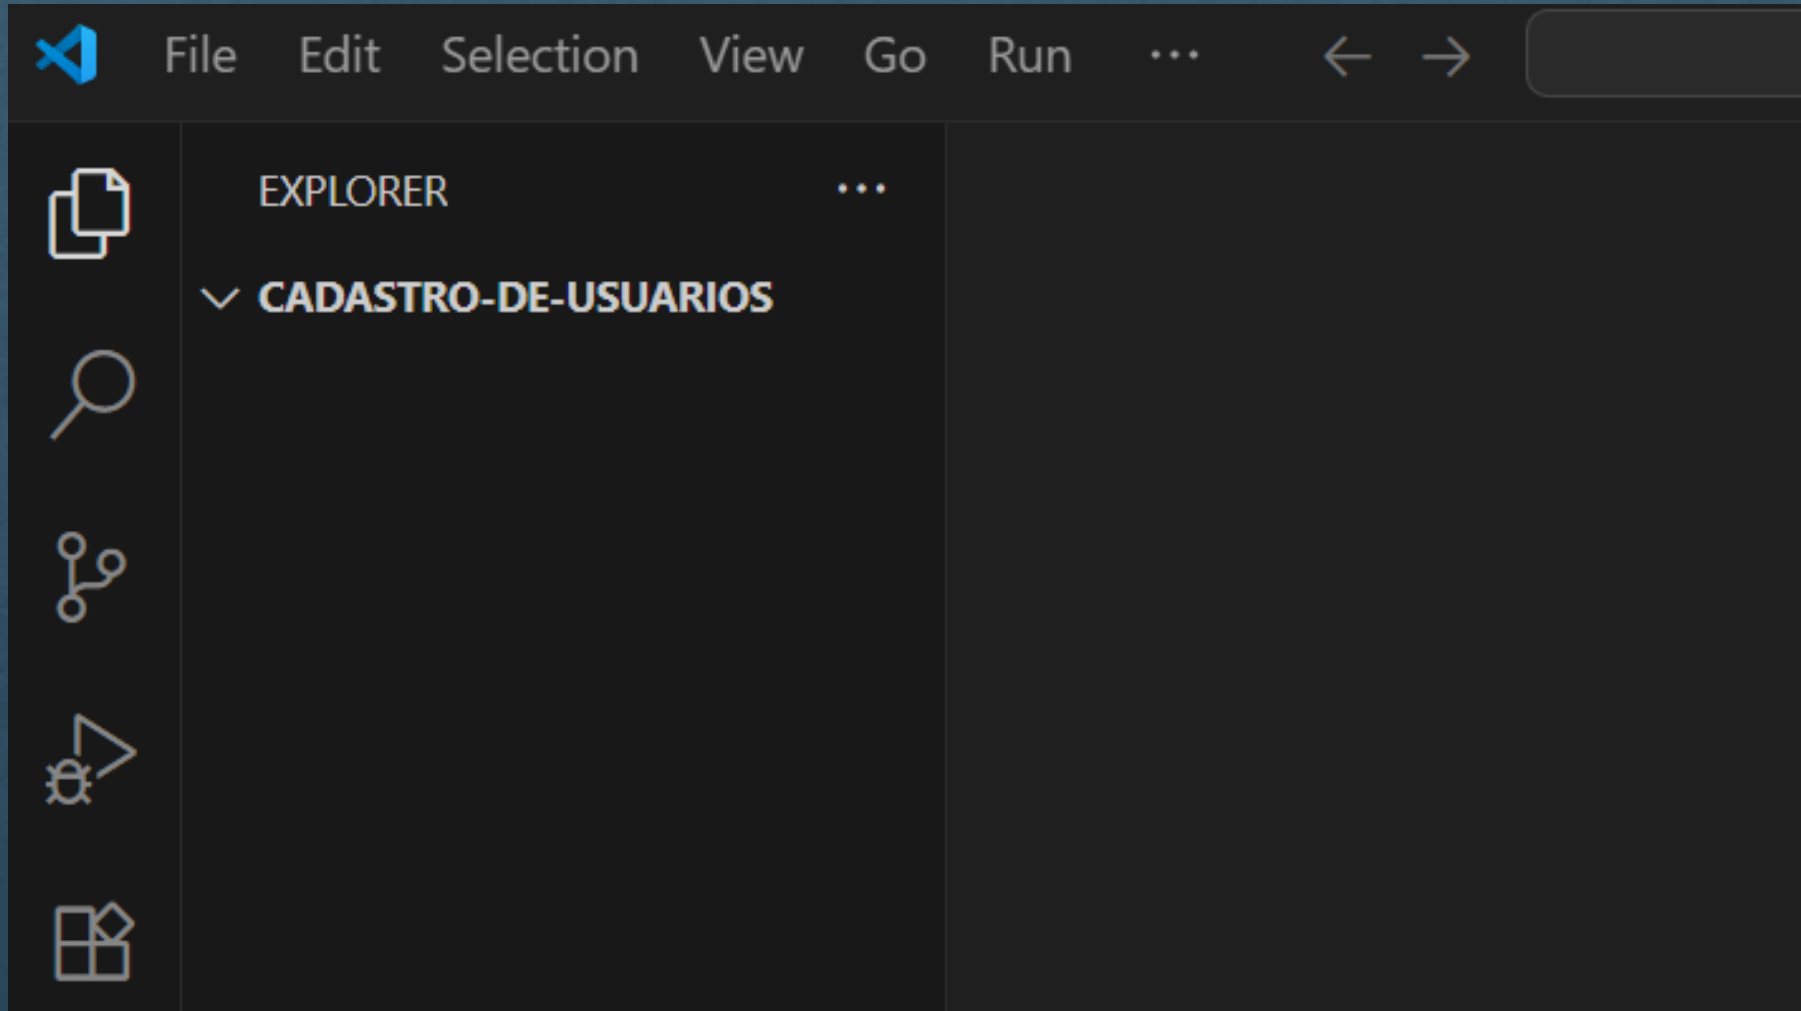 File Edit Selection View Go Run ...
EXPLORER ...
CADASTRO-DE-USUARIOS